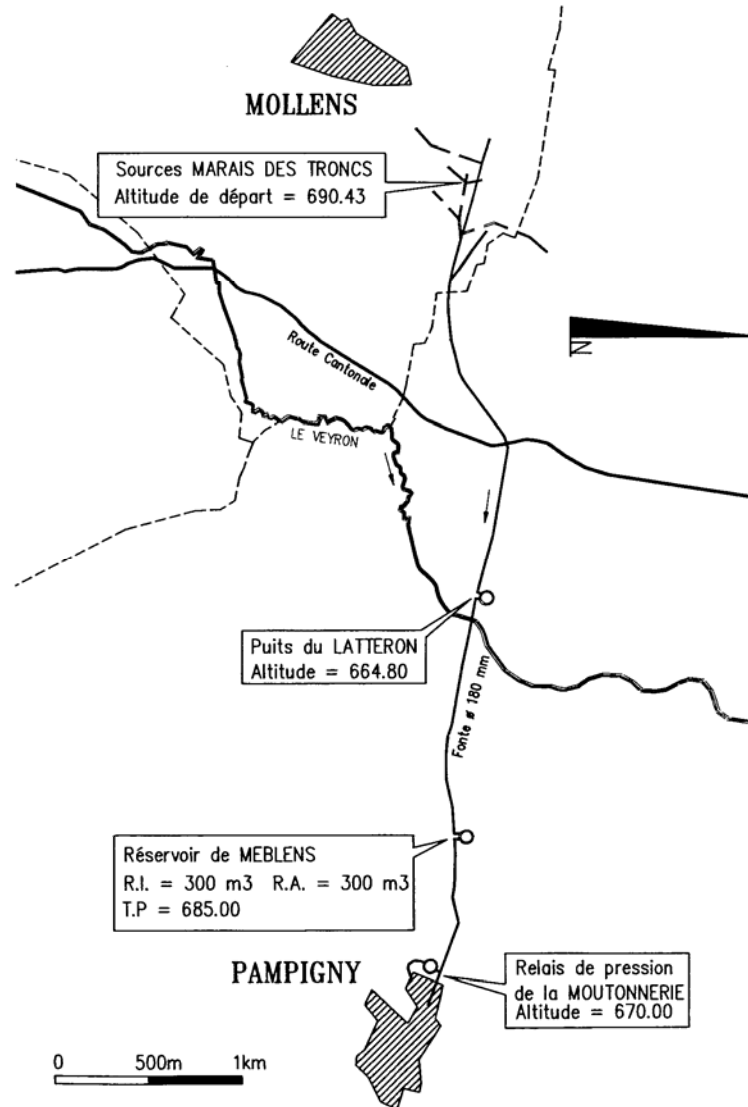 MOLLENS
Sources MARAIS DES TRONCS
Altitude de départ = 690.43
N
Route Cantonale
LE VEYRON
Puits du LATTERON
Altitude = 664.80
Fonte ø 180 mm
Réservoir de MEBLENS
R.I. = 300 m3 R.A. = 300 m3
T.P = 685.00
PAMPIGNY
Relais de pression
de la MOUTONNERIE
Altitude = 670.00
0 500m 1km